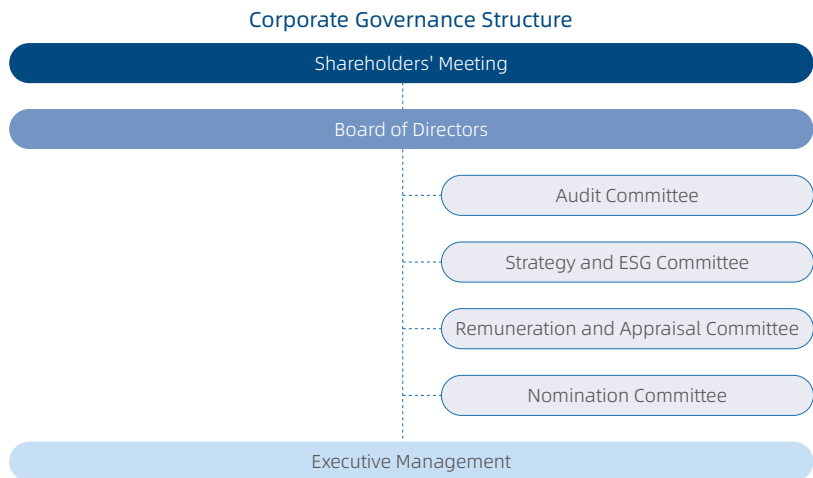 Corporate Governance Structure
Shareholders' Meeting
Board of Directors
Audit Committee
Strategy and ESG Committee
Remuneration and Appraisal Committee
Nomination Committee
Executive Management